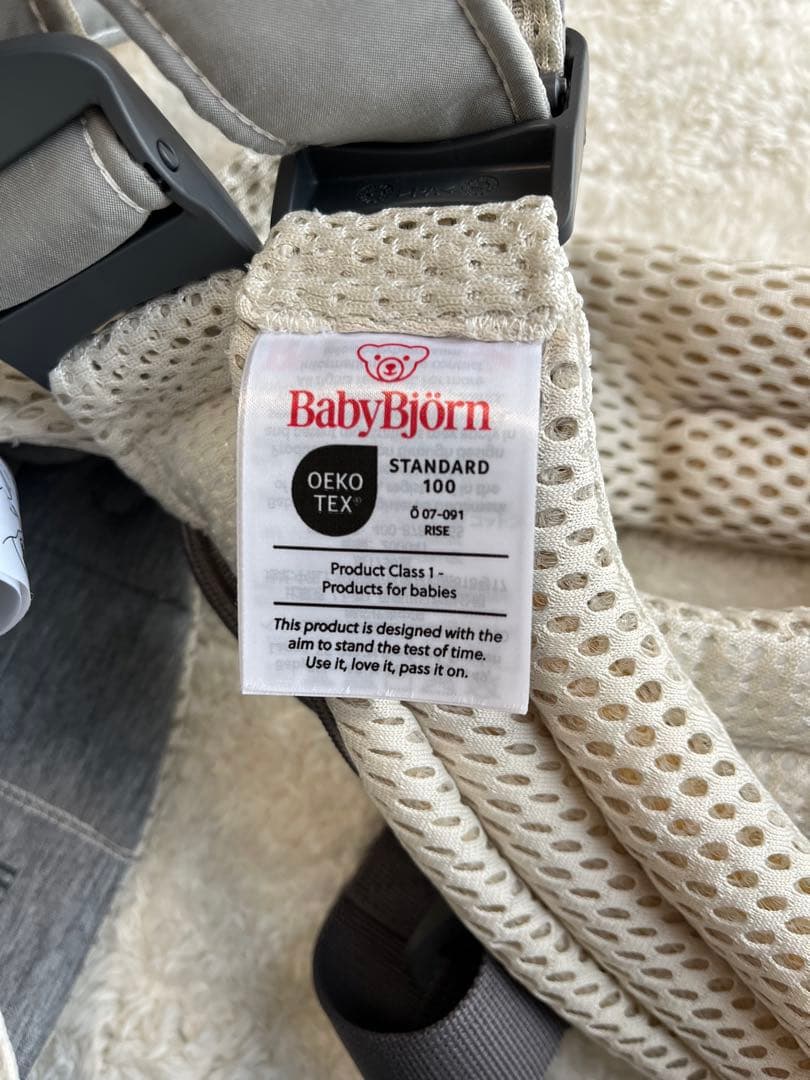 BabyBjörn
OEKO
TEX®
STANDARD
100
Ö 07-091
RISE
Product Class 1 -
Products for babies
This product is designed with the
aim to stand the test of time.
Use it, love it, pass it on.